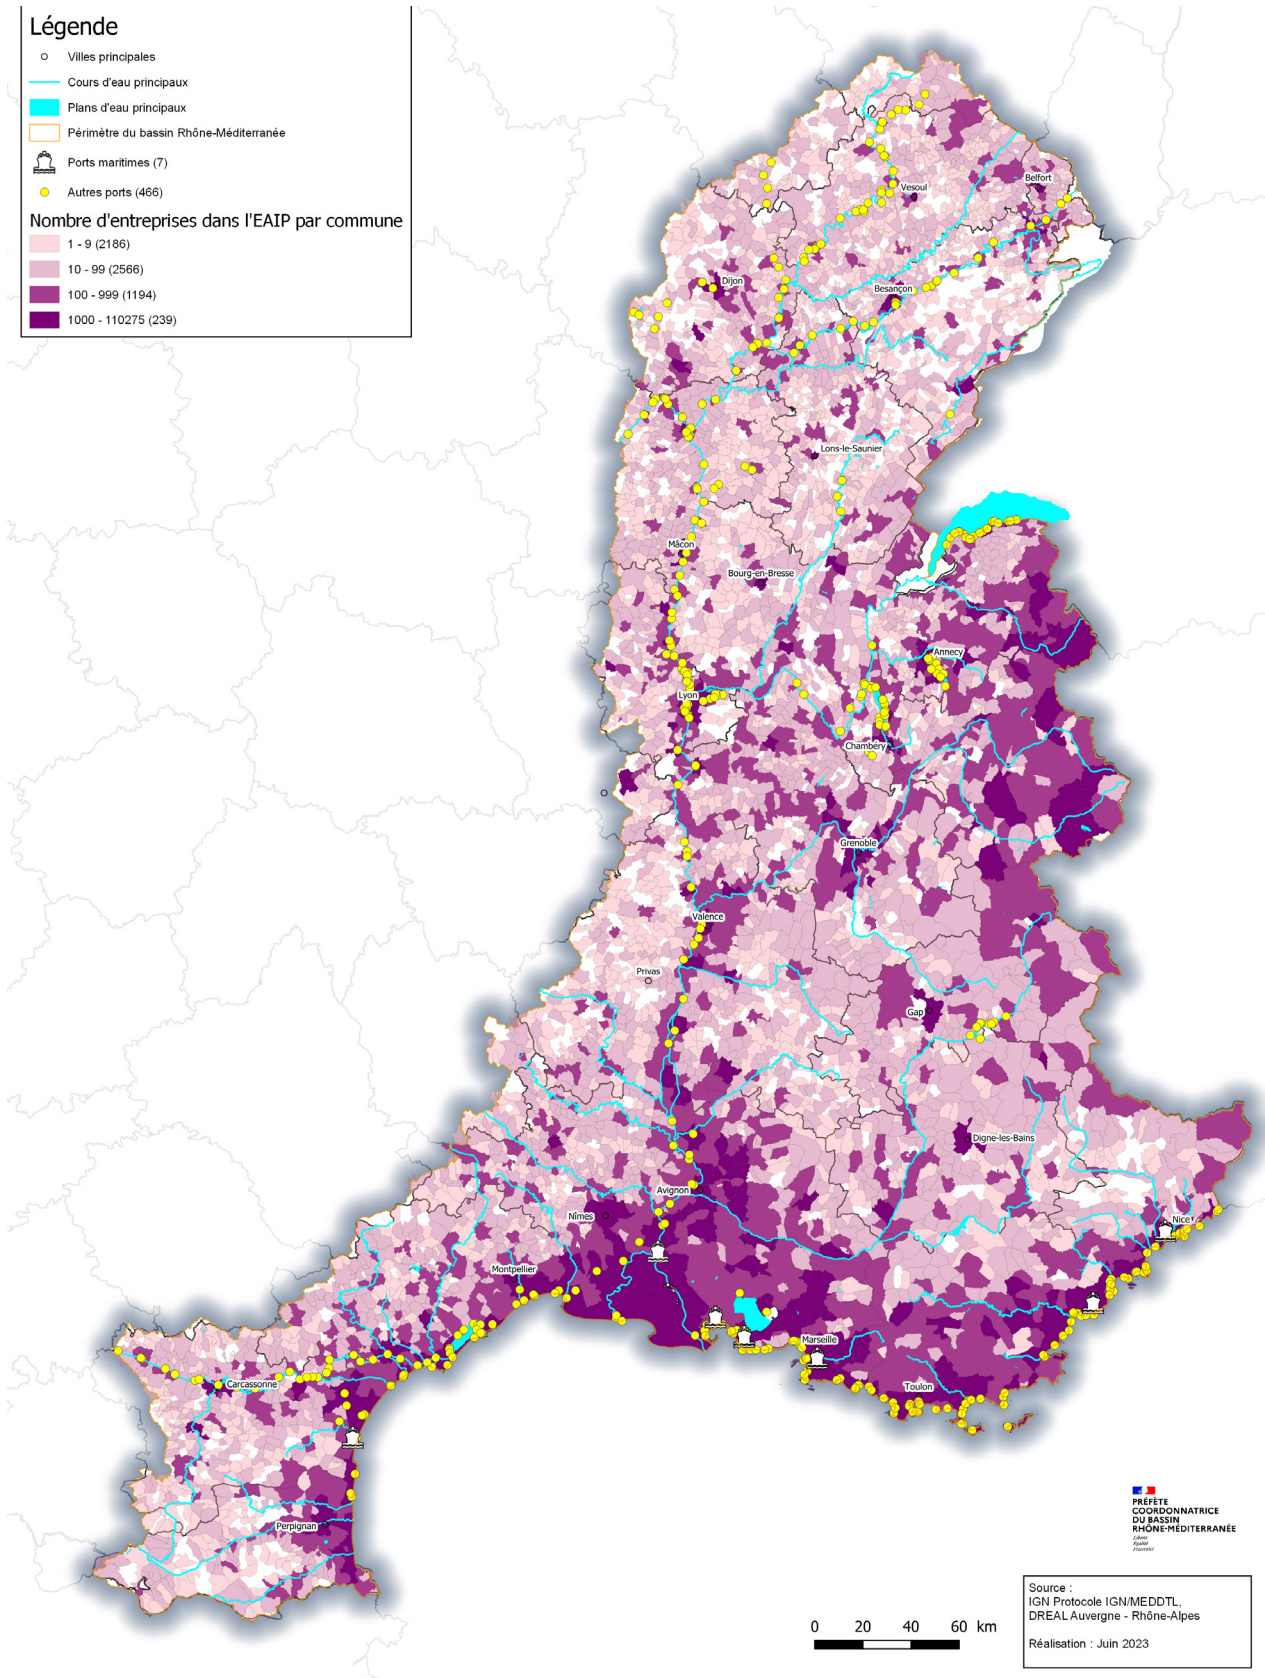 Légende
Villes principales
Cours d'eau principaux
Plans d'eau principaux
Périmètre du bassin Rhône-Méditerranée
Ports maritimes (7)
Autres ports (466)
Nombre d'entreprises dans l'EAIP par commune
1 - 9 (2186)
10 - 99 (2566)
100 - 999 (1194)
1000 - 110275 (239)
Belfort
Vesoul
Dijon
Besançon
Lons-le-Saunier
Mâcon
Bourg-en-Bresse
Annecy
Lyon
Chambéry
Grenoble
Valence
Privas
Gap
Digne-les-Bains
Avignon
Nîmes
Nice
Montpellier
Marseille
Carcassonne
Toulon
Perpignan
PRÉFÈTE
COORDONNATRICE
DU BASSIN
RHÔNE-MÉDITERRANÉE
Liberté
Égalité
Fraternité
Source :
IGN Protocole IGN/MEDDTL,
DREAL Auvergne - Rhône-Alpes
Réalisation : Juin 2023
0 20 40 60 km